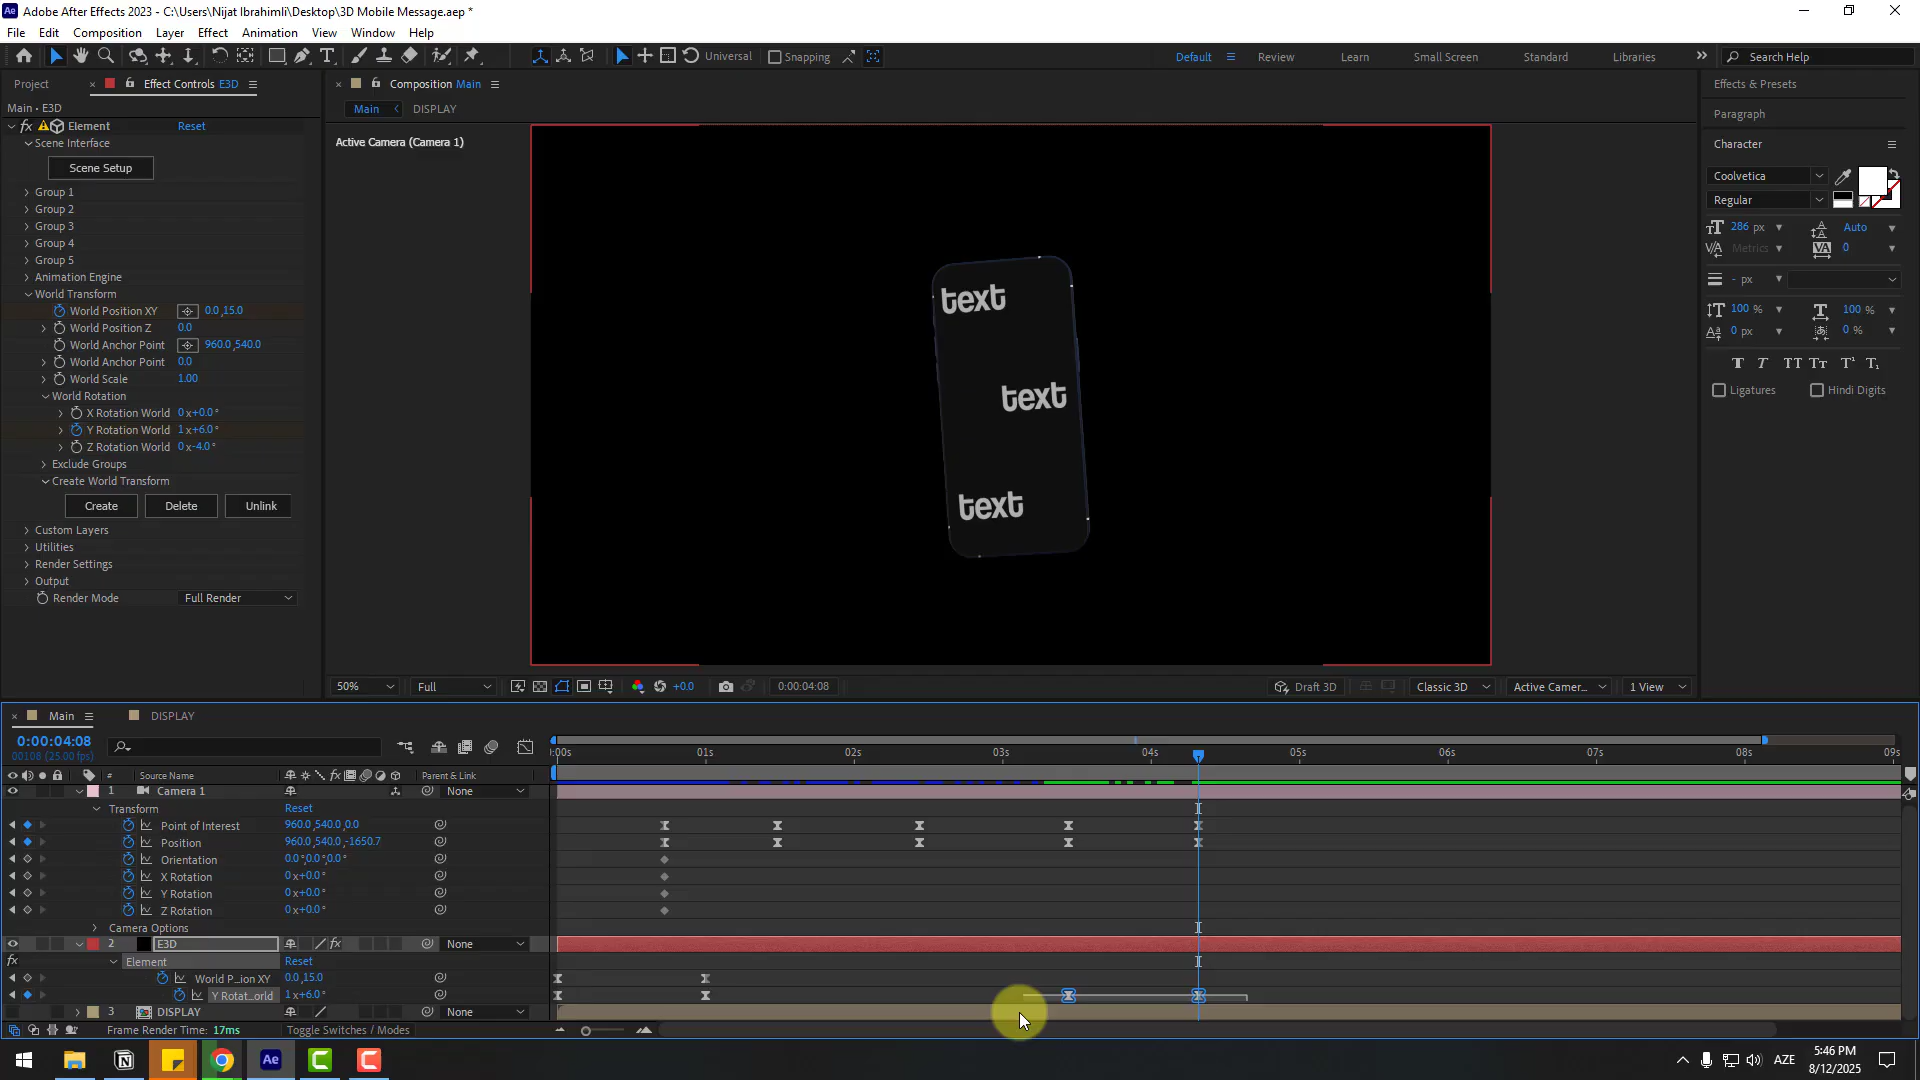 Adobe After Effects 2023 - C:\Users\Nijat Ibrahimli\Desktop\3D Mobile Message.aep *
File Edit Composition Layer Effect Animation View Window Help
Universal Snapping Default Review Learn Small Screen Standard Libraries Search Help
Project Effect Controls E3D
Composition Main
Effects & Presets
Main • E3D
Main DISPLAY
Paragraph
Element Reset
Active Camera (Camera 1)
Scene Interface
Character
Scene Setup
Coolvetica
Group 1
Regular
Group 2
286 px Auto
Group 3
Metrics 0
Group 4
Group 5
- px
Animation Engine
World Transform
World Position XY 0.0,15.0
100 % 100 %
World Position Z 0.0
0 px 0 %
World Anchor Point 960.0,540.0
World Anchor Point 0.0
World Scale 1.00
Ligatures Hindi Digits
World Rotation
X Rotation World 0 x+0.0°
Y Rotation World 1 x+6.0°
Z Rotation World 0 x-4.0°
Exclude Groups
Create World Transform
Create Delete Unlink
Custom Layers
Utilities
Render Settings
Output
Render Mode Full Render
text
text
text
50% Full +0.0 0:00:04:08 Draft 3D Classic 3D Active Camer... 1 View
Main DISPLAY
0:00:04:08
00108 (25.00 fps)
:00s 01s 02s 03s 04s 05s 06s 07s 08s 09s
# Source Name Parent & Link
1 Camera 1 None
Transform Reset
Point of Interest 960.0,540.0,0.0
Position 960.0,540.0,-1650.7
Orientation 0.0°,0.0°,0.0°
X Rotation 0 x+0.0°
Y Rotation 0 x+0.0°
Z Rotation 0 x+0.0°
Camera Options
2 E3D None
Element Reset
World P...ion XY 0.0,15.0
Y Rotat...orld 1 x+6.0°
3 DISPLAY None
Frame Render Time: 17ms Toggle Switches / Modes
AZE
5:46 PM
8/12/2025